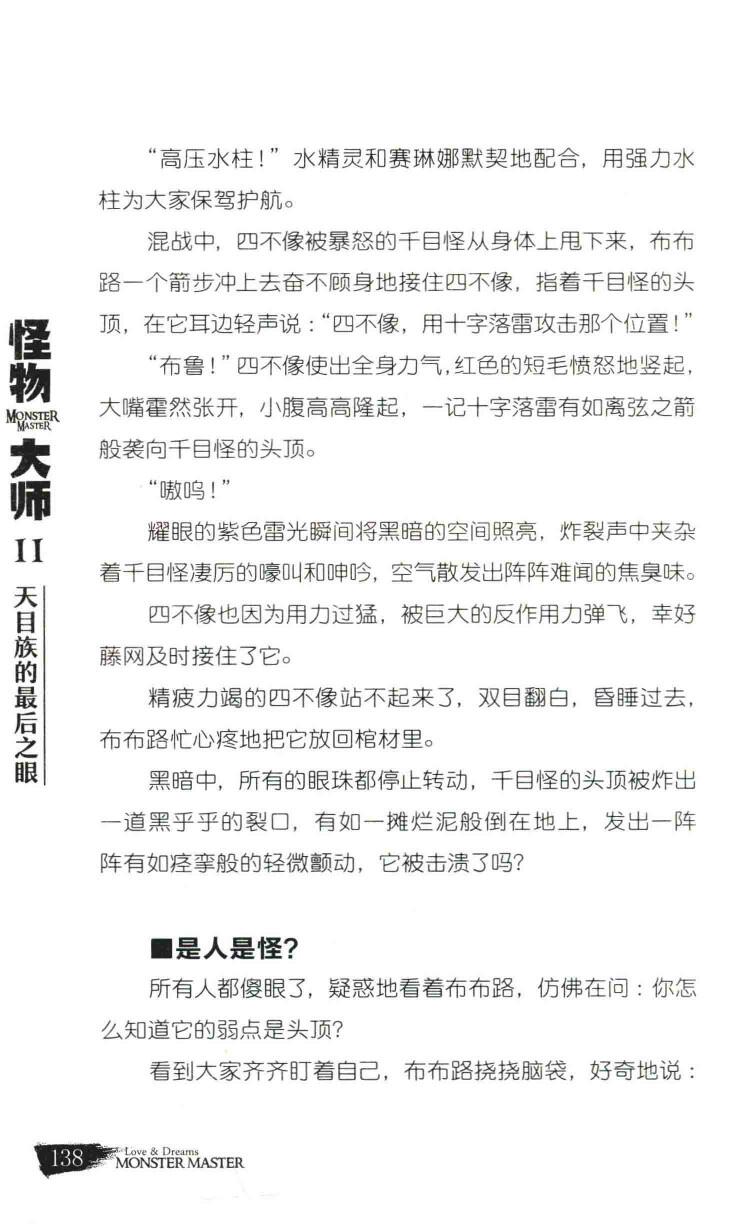 “高压水柱！”水精灵和赛琳娜默契地配合，用强力水
柱为大家保驾护航。
混战中，四不像被暴怒的千目怪从身体上甩下来，布布
路一个箭步冲上去奋不顾身地接住四不像，指着千目怪的头
顶，在它耳边轻声说：“四不像，用十字落雷攻击那个位置！”
“布鲁！”四不像使出全身力气，红色的短毛愤怒地竖起，
大嘴霍然张开，小腹高高隆起，一记十字落雷有如离弦之箭
般袭向千目怪的头顶。
“嗷呜！”
耀眼的紫色雷光瞬间将黑暗的空间照亮，炸裂声中夹杂
着千目怪凄厉的嚎叫和呻吟，空气散发出阵阵难闻的焦臭味。
四不像也因为用力过猛，被巨大的反作用力弹飞，幸好
藤网及时接住了它。
精疲力竭的四不像站不起来了，双目翻白，昏睡过去，
布布路忙心疼地把它放回棺材里。
黑暗中，所有的眼珠都停止转动，千目怪的头顶被炸出
一道黑乎乎的裂口，有如一摊烂泥般倒在地上，发出一阵
阵有如痉挛般的轻微颤动，它被击溃了吗？
■是人是怪？
所有人都傻眼了，疑惑地看着布布路，仿佛在问：你怎
么知道它的弱点是头顶？
看到大家齐齐盯着自己，布布路挠挠脑袋，好奇地说：
怪物
MONSTER
MASTER
大师
II
天目族的最后之眼
138
Love & Dreams
MONSTER MASTER